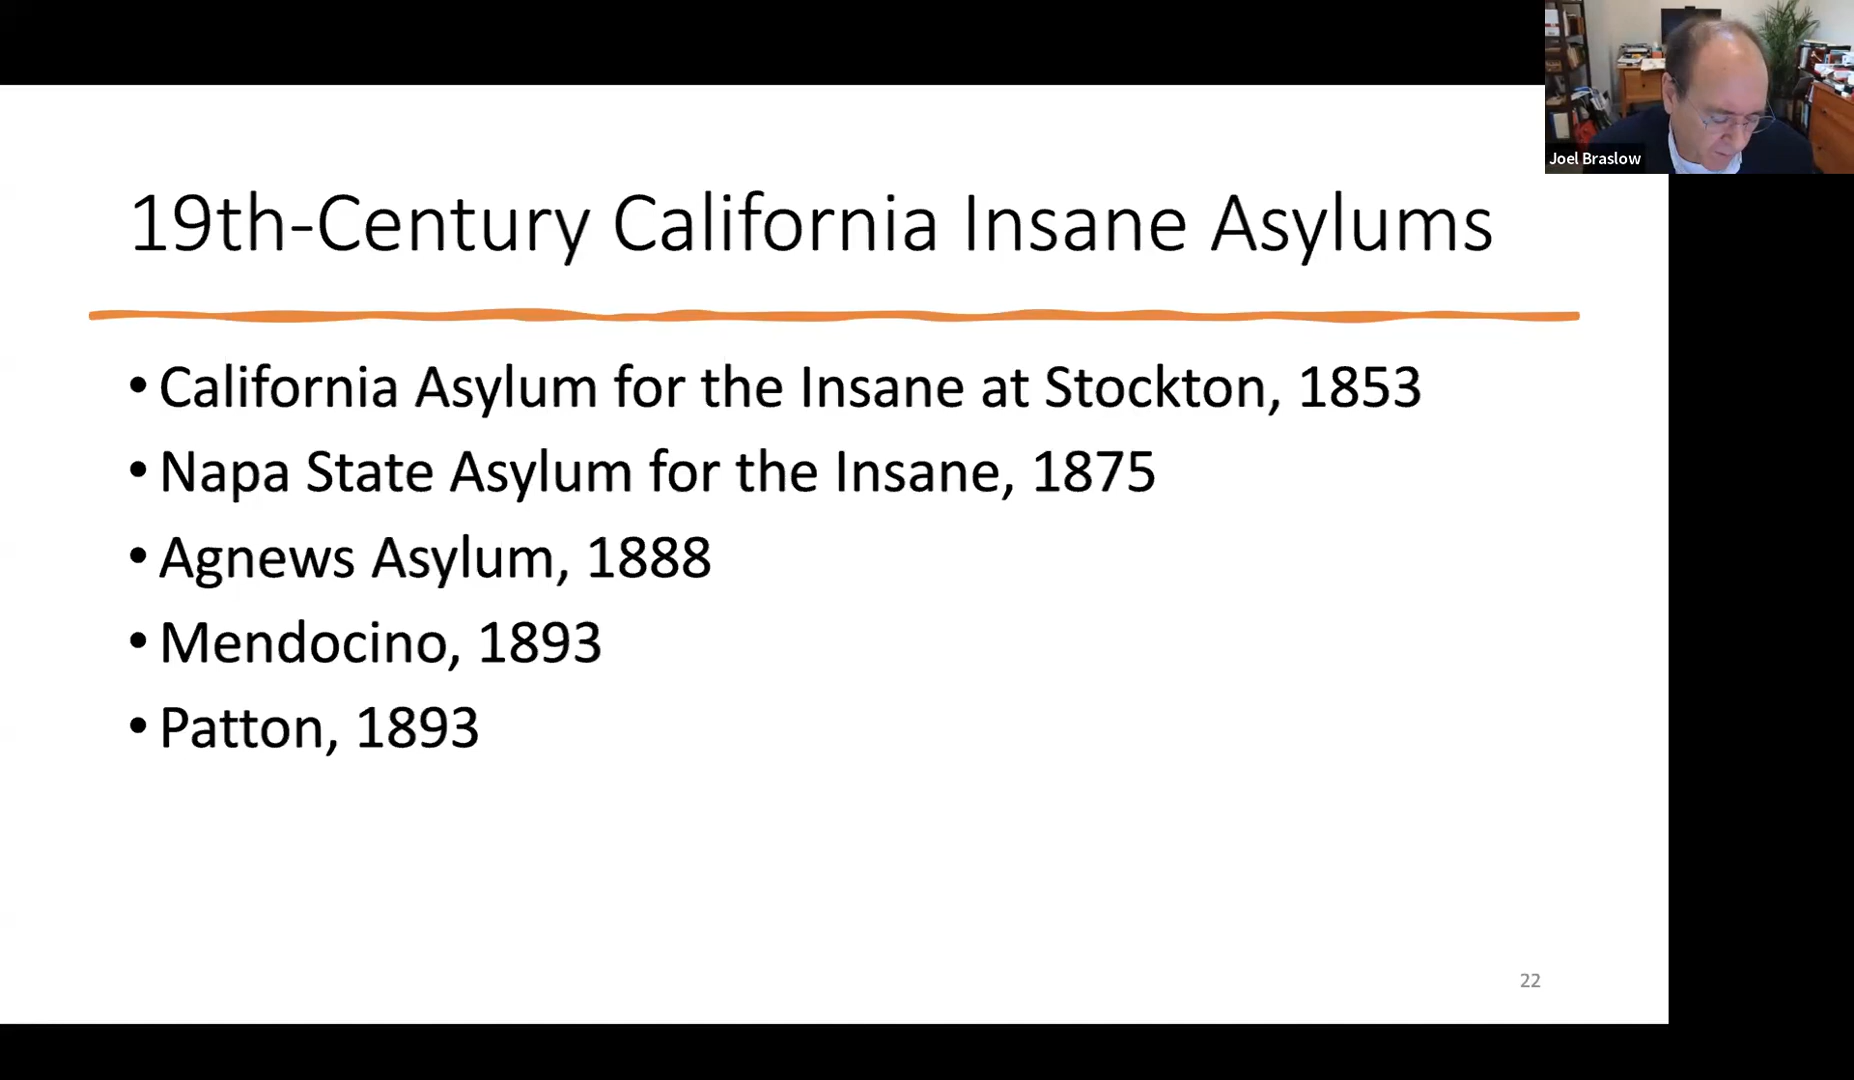 Joel Braslow
19th-Century California Insane Asylums
• California Asylum for the Insane at Stockton, 1853
• Napa State Asylum for the Insane, 1875
• Agnews Asylum, 1888
• Mendocino, 1893
• Patton, 1893
22